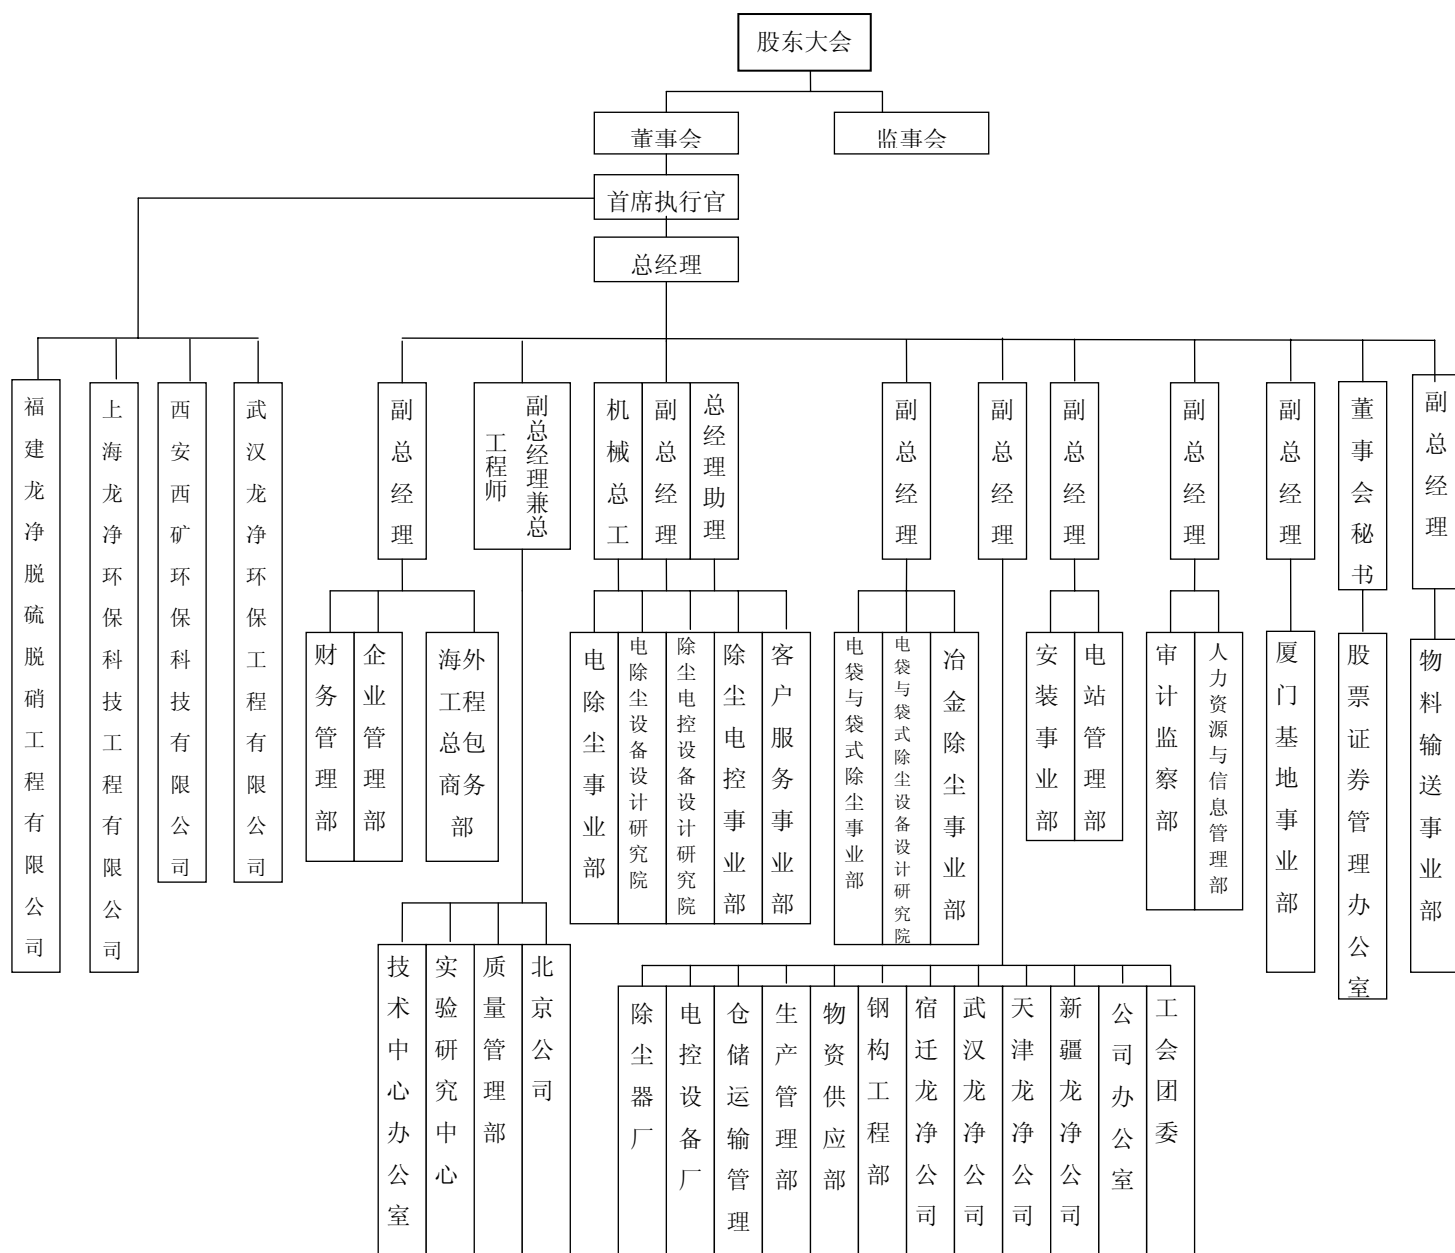 股东大会
董事会
监事会
首席执行官
总经理
福建龙净脱硫脱硝工程有限公司
上海龙净环保科技工程有限公司
西安西矿环保科技有限公司
武汉龙净环保工程有限公司
副总经理
副总经理兼总
工程师
机械总工
副总经理
总经理助理
副总经理
副总经理
副总经理
副总经理
副总经理
董事会秘书
副总经理
财务管理部
企业管理部
海外
工程
总包
商务
部
电除尘事业部
电除尘设备设计研究院
除尘电控设备设计研究院
除尘电控事业部
客户服务事业部
电袋与袋式除尘事业部
电袋与袋式除尘设备设计研究院
冶金除尘事业部
安装事业部
电站管理部
审计监察部
人力资源与信息管理部
厦门基地事业部
股票证券管理办公室
物料输送事业部
技术中心办公室
实验研究中心
质量管理部
北京公司
除尘器厂
电控设备厂
仓储运输管理
生产管理部
物资供应部
钢构工程部
宿迁龙净公司
武汉龙净公司
天津龙净公司
新疆龙净公司
公司办公室
工会团委